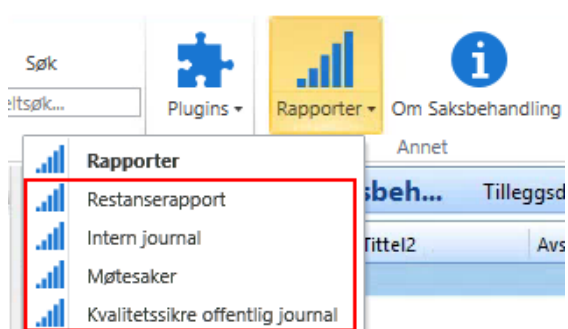 Søk
eltsøk...
Plugins
Rapporter
Om Saksbehandling
Annet
Rapporter
Restanserapport
Intern journal
Møtesaker
Kvalitetssikre offentlig journal
sbeh... Tilleggsd
Tittel2 Avs